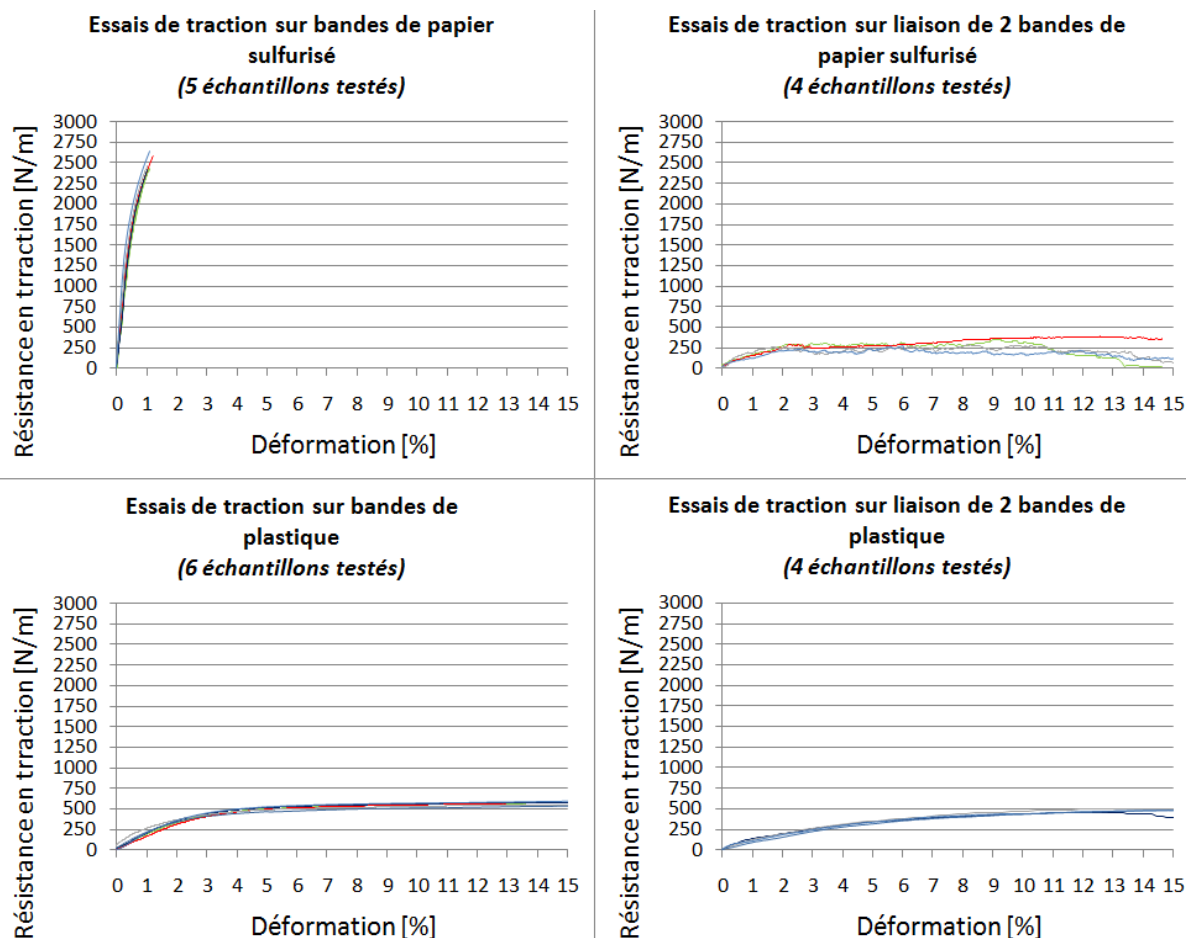 Essais de traction sur bandes de papier
sulfurisé
(5 échantillons testés)
Résistance en trraction [N/m]
3000
2750
2500
2250
2000
1750
1500
1250
1000
750
500
250
0
0 1 2 3 4 5 6 7 8 9 10 11 12 13 14 15
Déformation [%]
Essais de traction sur liaison de 2 bandes de
papier sulfurisé
(4 échantillons testés)
Résistance en trraction [N/m]
3000
2750
2500
2250
2000
1750
1500
1250
1000
750
500
250
0
0 1 2 3 4 5 6 7 8 9 10 11 12 13 14 15
Déformation [%]
Essais de traction sur bandes de
plastique
(6 échantillons testés)
Résistance en trraction [N/m]
3000
2750
2500
2250
2000
1750
1500
1250
1000
750
500
250
0
0 1 2 3 4 5 6 7 8 9 10 11 12 13 14 15
Déformation [%]
Essais de traction sur liaison de 2 bandes de
plastique
(4 échantillons testés)
Résistance en trraction [N/m]
3000
2750
2500
2250
2000
1750
1500
1250
1000
750
500
250
0
0 1 2 3 4 5 6 7 8 9 10 11 12 13 14 15
Déformation [%]